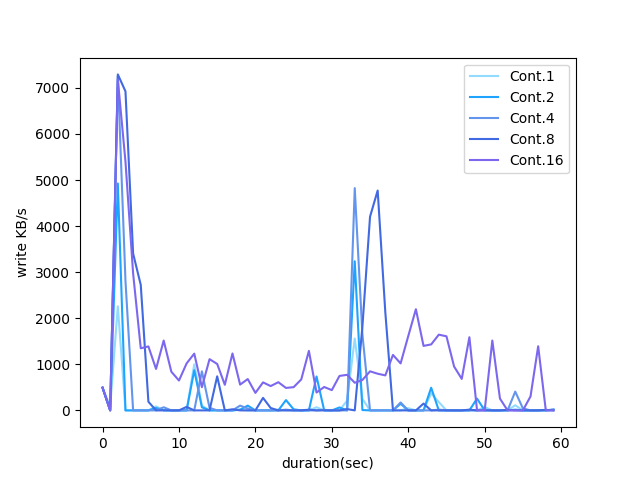 Cont.1
Cont.2
Cont.4
Cont.8
Cont.16
write KB/s
7000
6000
5000
4000
3000
2000
1000
0
0 10 20 30 40 50 60
duration(sec)